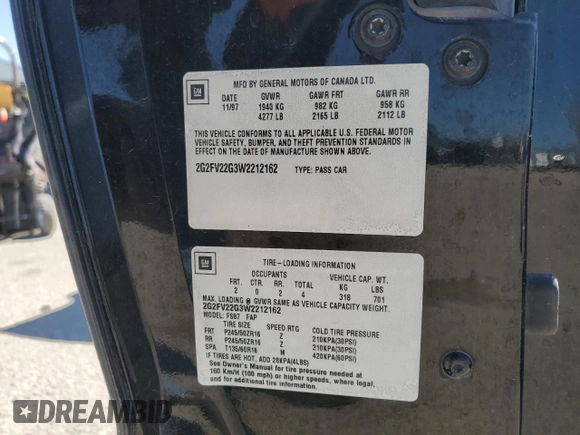 GM
MFD BY GENERAL MOTORS OF CANADA LTD.
DATE GVWR GAWR FRT GAWR RR
11/97 1940 KG 982 KG 958 KG
4277 LB 2165 LB 2112 LB
THIS VEHICLE CONFORMS TO ALL APPLICABLE U.S. FEDERAL MOTOR
VEHICLE SAFETY, BUMPER, AND THEFT PREVENTION STANDARDS IN
EFFECT ON THE DATE OF MANUFACTURE SHOWN ABOVE.
2G2FV22G3W2212162 TYPE: PASS CAR
GM
TIRE-LOADING INFORMATION
OCCUPANTS VEHICLE CAP. WT.
FRT. CTR. RR. TOTAL KG LBS
2 0 2 4 318 701
MAX. LOADING @ GVWR SAME AS VEHICLE CAPACITY WEIGHT.
2G2FV22G3W2212162
MODEL: FS87 FAP
TIRE SIZE SPEED RTG COLD TIRE PRESSURE
FRT P245/50ZR16 Z 210KPA(30PSI)
RR P245/50ZR16 Z 210KPA(30PSI)
SPA T135/60R16 M 420KPA(60PSI)
IF TIRES ARE HOT, ADD 28KPA(4LBS)
See Owner's Manual for tire pressure needed at
160 Km/H (100 mph) or higher speeds, where legal,
and for additional tire information.
DREAMBID